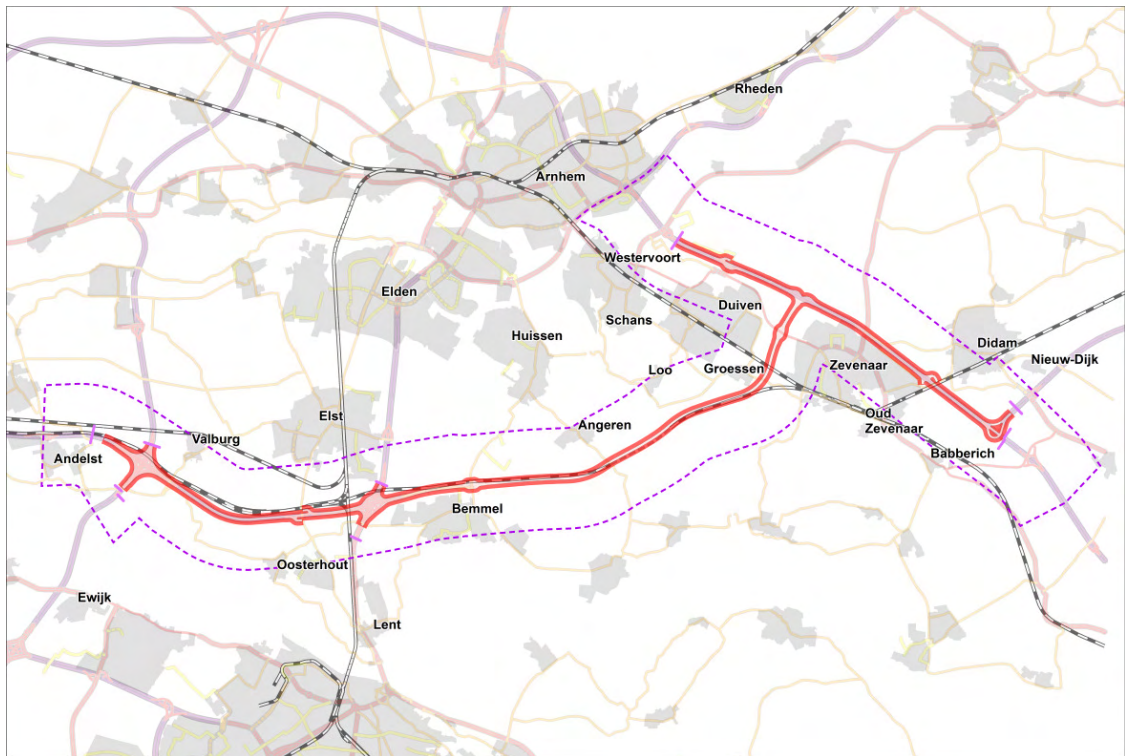 Rheden
Arnhem
Westervoort
Elden
Duiven
Schans
Huissen
Didam
Nieuw-Dijk
Loo
Groessen
Zevenaar
Elst
Oud
Zevenaar
Angeren
Valburg
Andelst
Babberich
Bemmel
Oosterhout
Ewijk
Lent